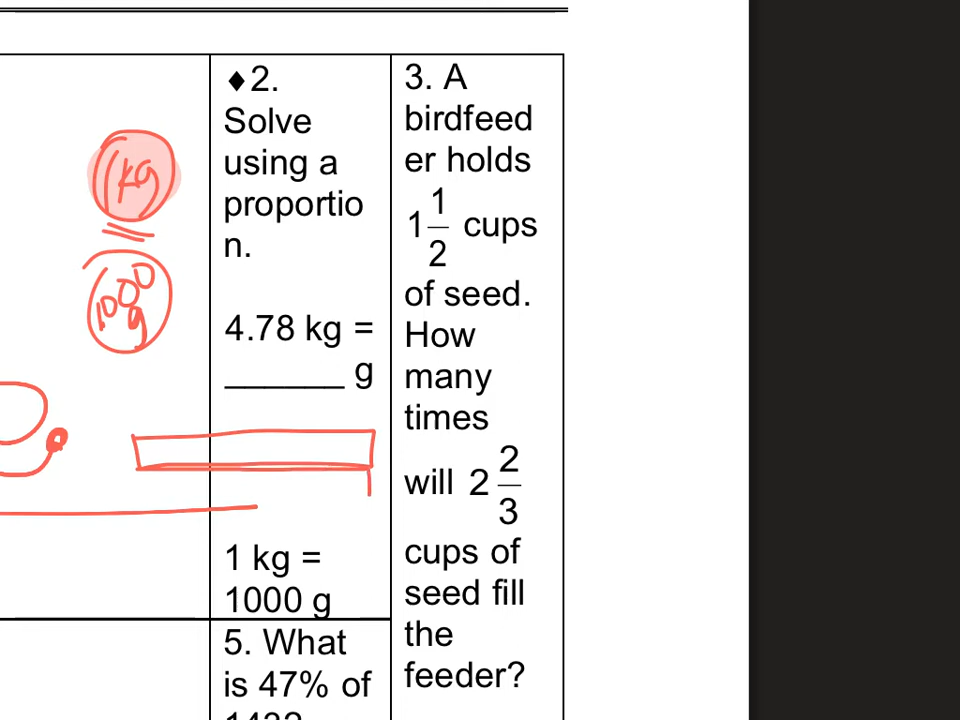 1 kg
1000
g
♦2.
Solve
using a
proportio
n.
4.78 kg =
______ g
1 kg =
1000 g
3. A
birdfeed
er holds
1 1/2 cups
of seed.
How
many
times
will 2 2/3
cups of
seed fill
the
feeder?
5. What
is 47% of